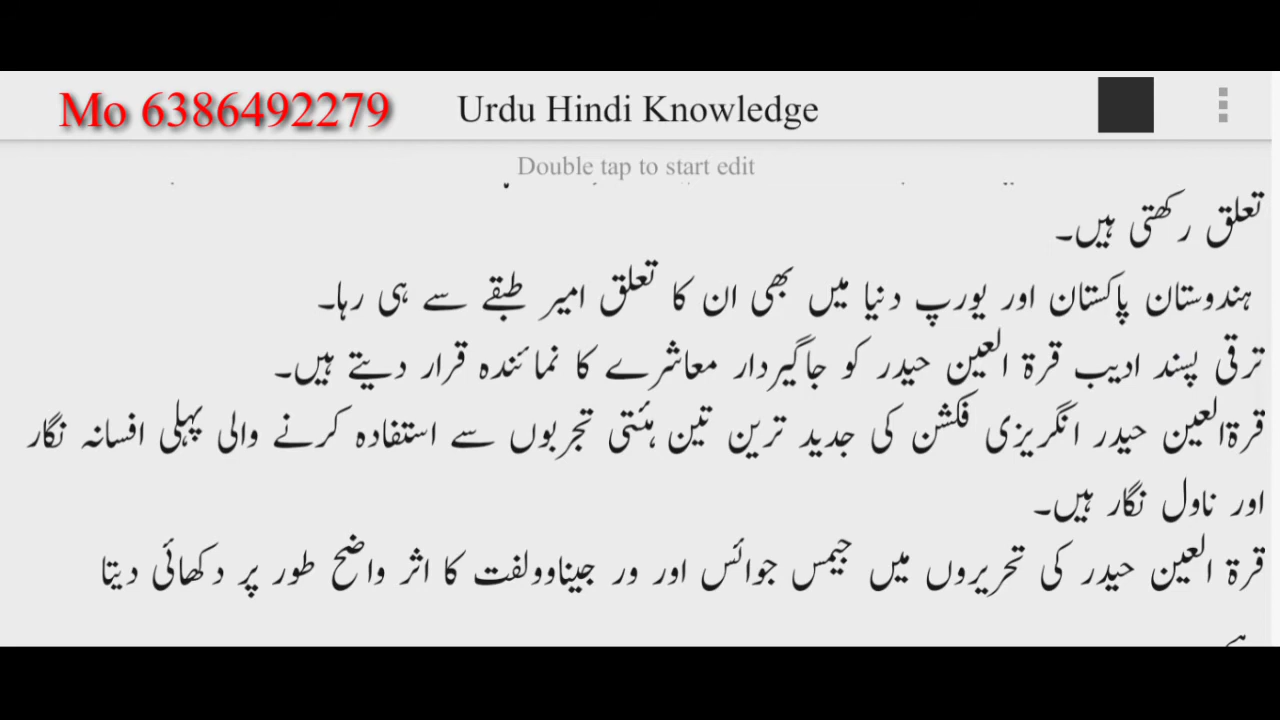 Mo 6386492279
Urdu Hindi Knowledge
Double tap to start edit
تعلق رکھتی ہیں۔
ہندوستان پاکستان اور یورپ دنیا میں بھی ان کا تعلق امیر طبقے سے ہی رہا۔
ترقی پسند ادیب قرۃ العین حیدر کو جاگیردار معاشرے کا نمائندہ قرار دیتے ہیں۔
قرۃالعین حیدر انگریزی فکشن کی جدید ترین تین ہئتی تجربوں سے استفادہ کرنے والی پہلی افسانہ نگار
اور ناول نگار ہیں۔
قرۃ العین حیدر کی تحریروں میں جیمس جوائس اور ور جیناوولفت کا اثر واضح طور پر دکھائی دیتا